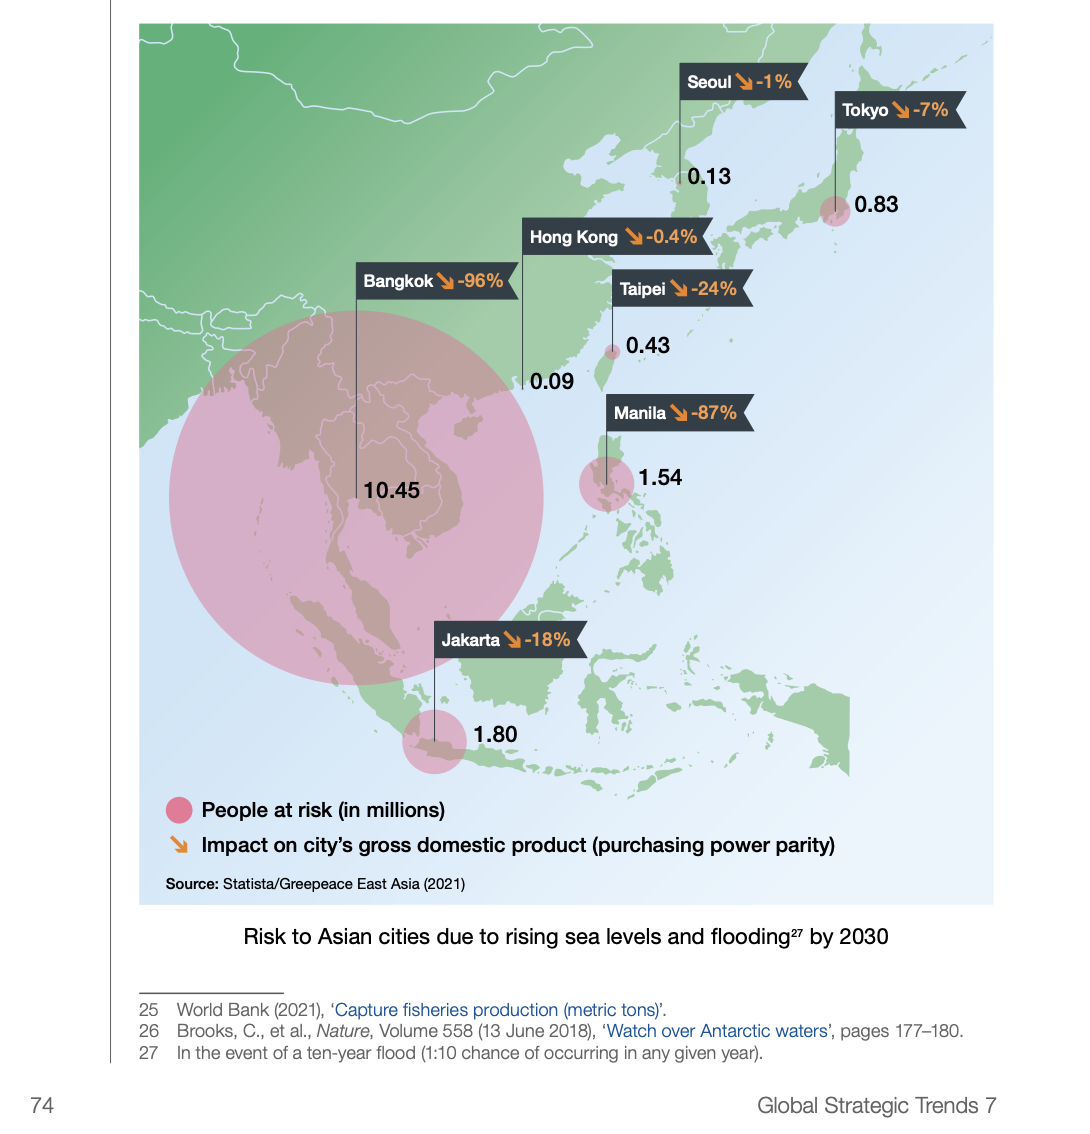 Seoul -1%
Tokyo -7%
0.13
0.83
Hong Kong -0.4%
Bangkok -96%
Taipei -24%
0.43
0.09
Manila -87%
1.54
10.45
Jakarta -18%
1.80
People at risk (in millions)
Impact on city's gross domestic product (purchasing power parity)
Source: Statista/Greepeace East Asia (2021)
Risk to Asian cities due to rising sea levels and flooding27 by 2030
25 World Bank (2021), ‘Capture fisheries production (metric tons)’.
26 Brooks, C., et al., Nature, Volume 558 (13 June 2018), ‘Watch over Antarctic waters’, pages 177–180.
27 In the event of a ten-year flood (1:10 chance of occurring in any given year).
74
Global Strategic Trends 7